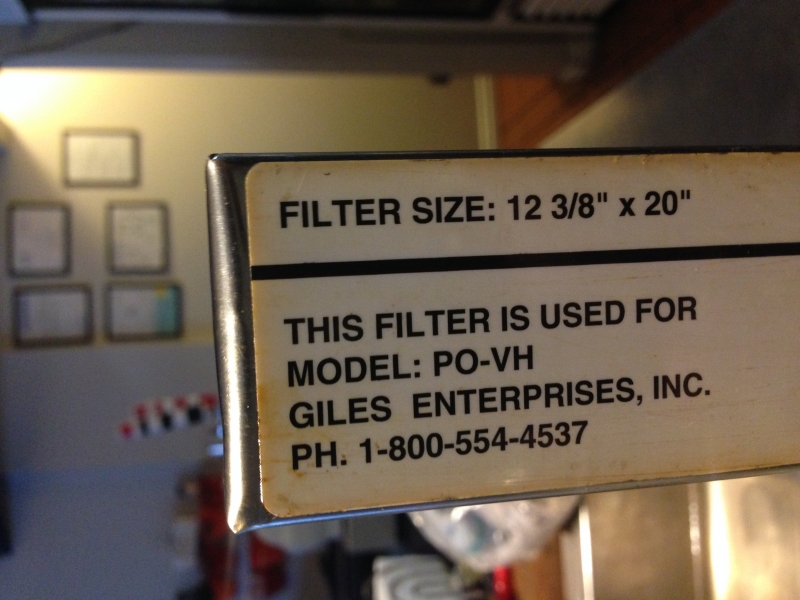 FILTER SIZE: 12 3/8" x 20"
THIS FILTER IS USED FOR
MODEL: PO-VH
GILES ENTERPRISES, INC.
PH. 1-800-554-4537